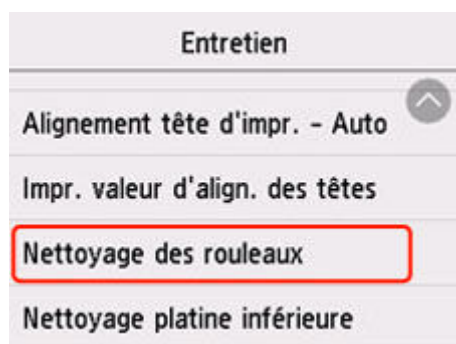 Entretien
Alignement tête d'impr. - Auto
Impr. valeur d'align. des têtes
Nettoyage des rouleaux
Nettoyage platine inférieure